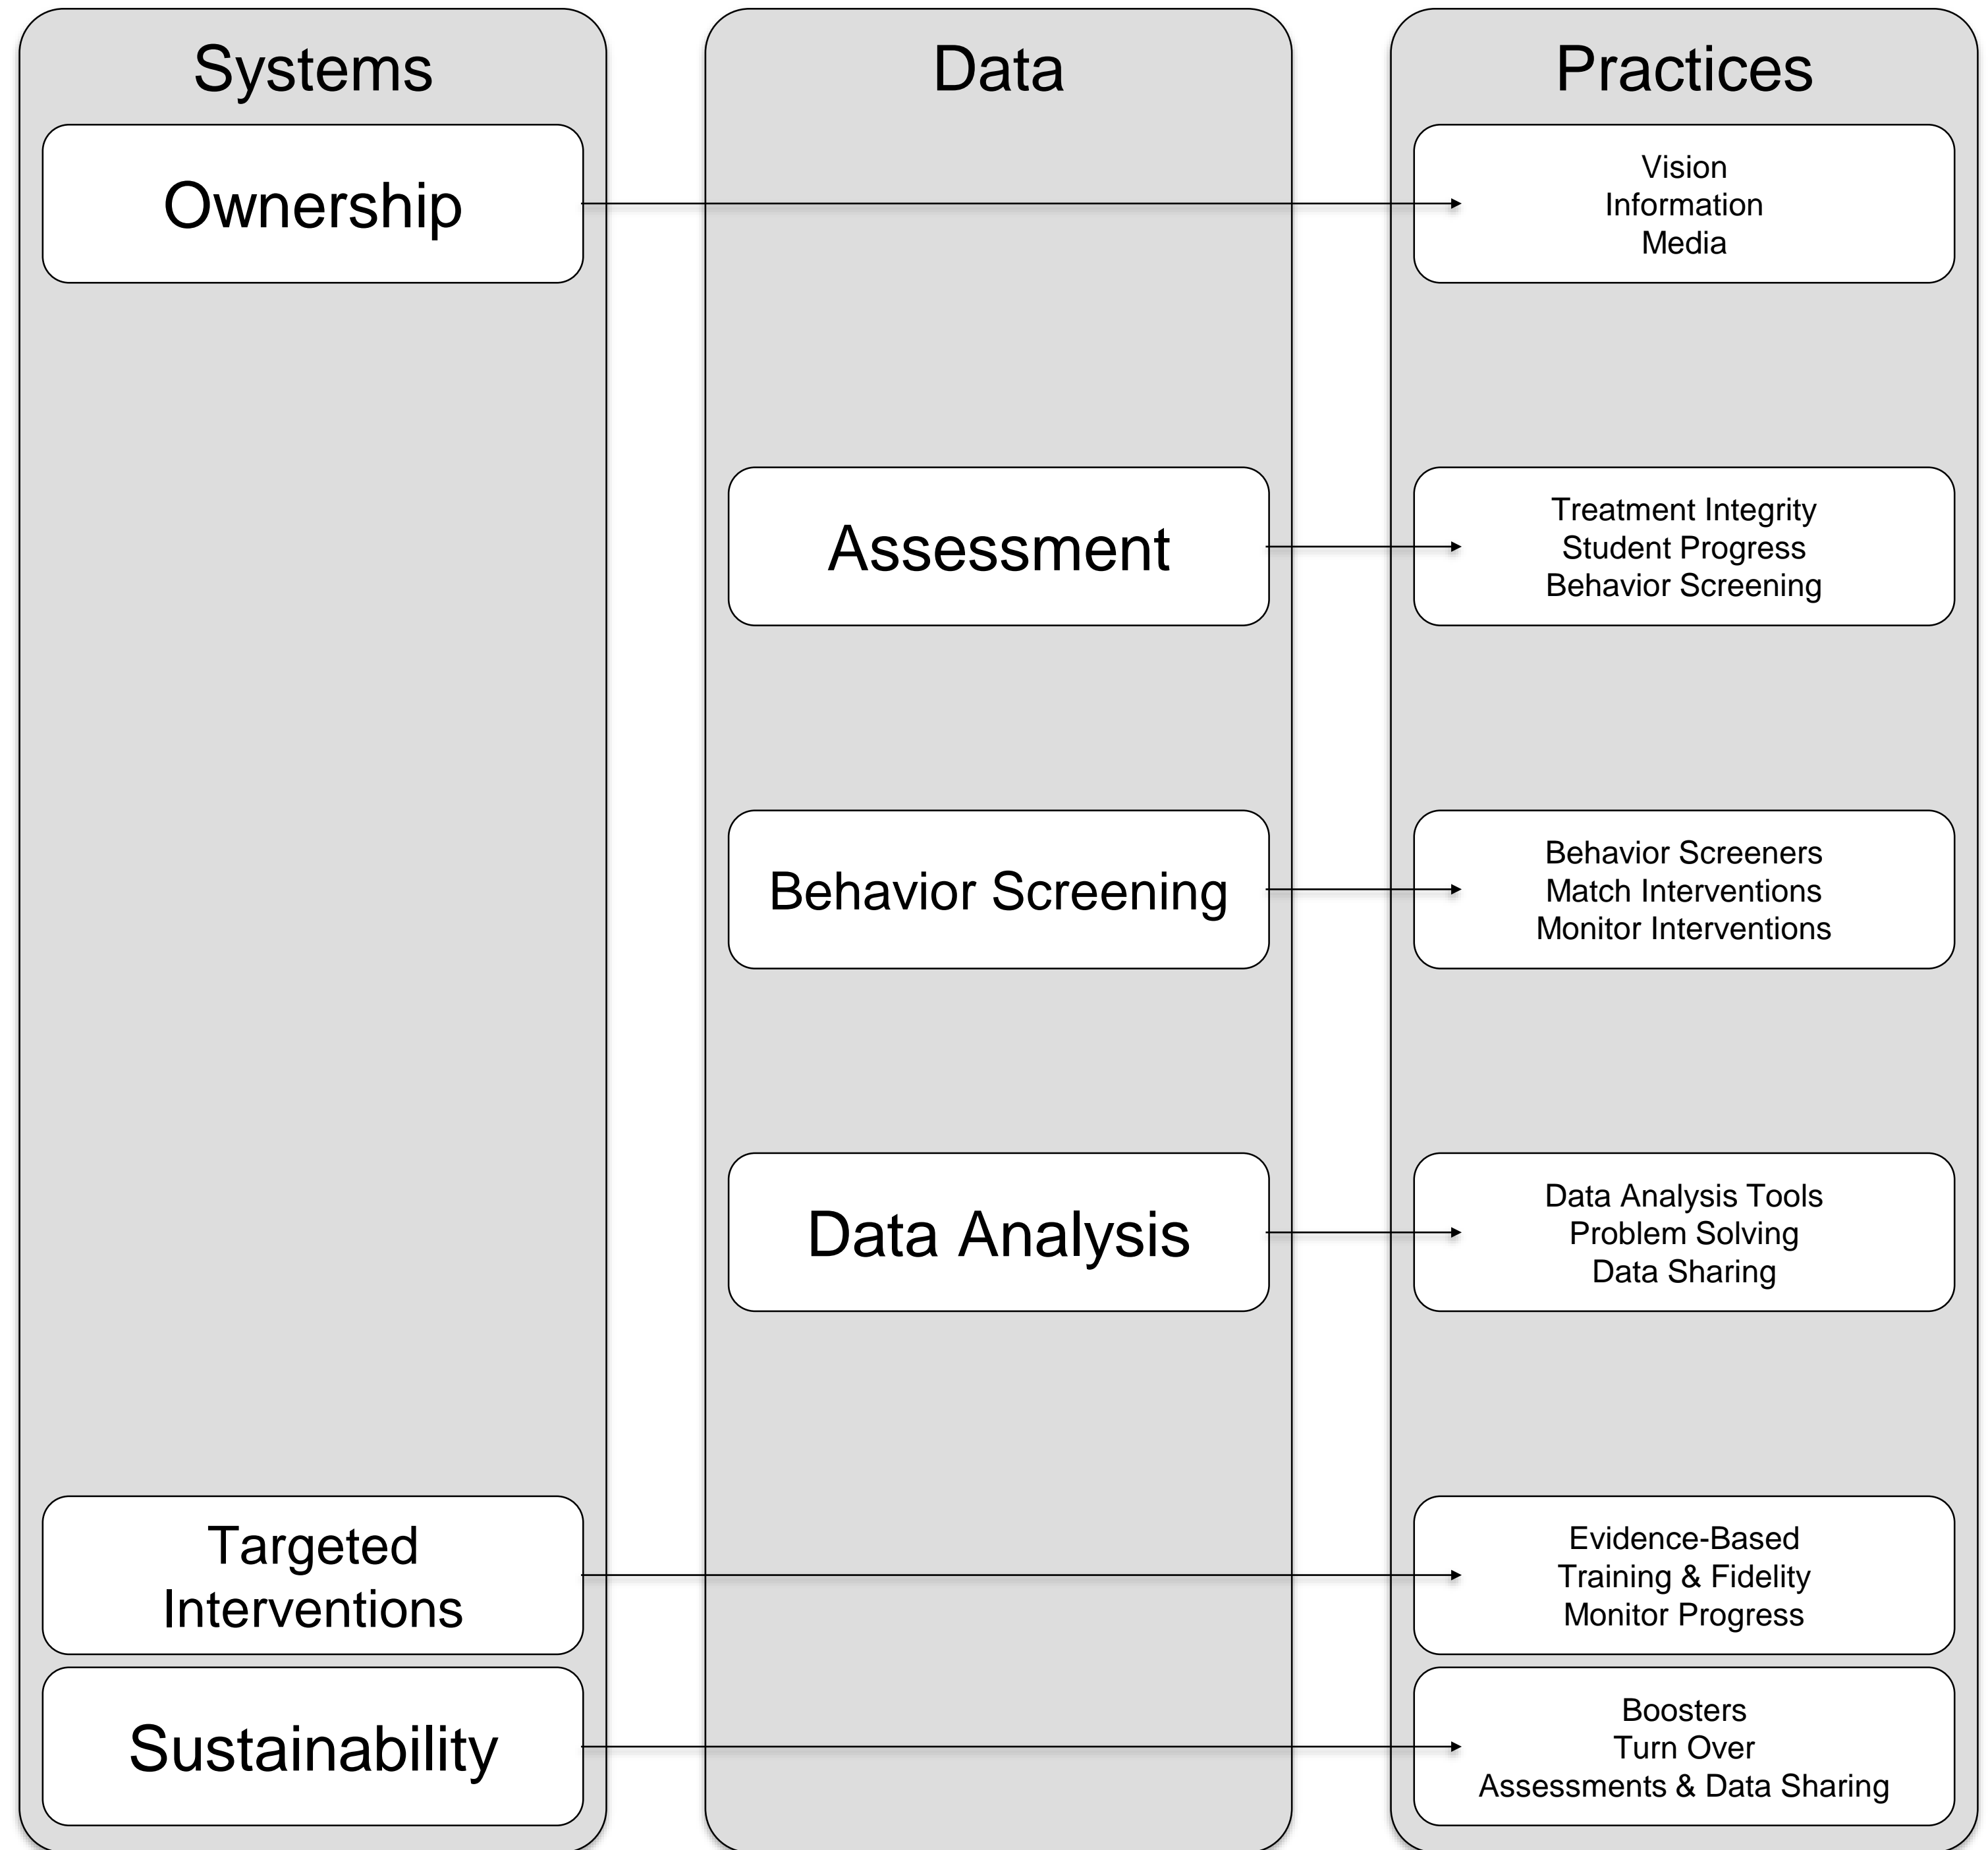 Systems
Data
Practices
Ownership
Vision
Information
Media
Assessment
Treatment Integrity
Student Progress
Behavior Screening
Behavior Screening
Behavior Screeners
Match Interventions
Monitor Interventions
Data Analysis
Data Analysis Tools
Problem Solving
Data Sharing
Targeted
Interventions
Evidence-Based
Training & Fidelity
Monitor Progress
Sustainability
Boosters
Turn Over
Assessments & Data Sharing